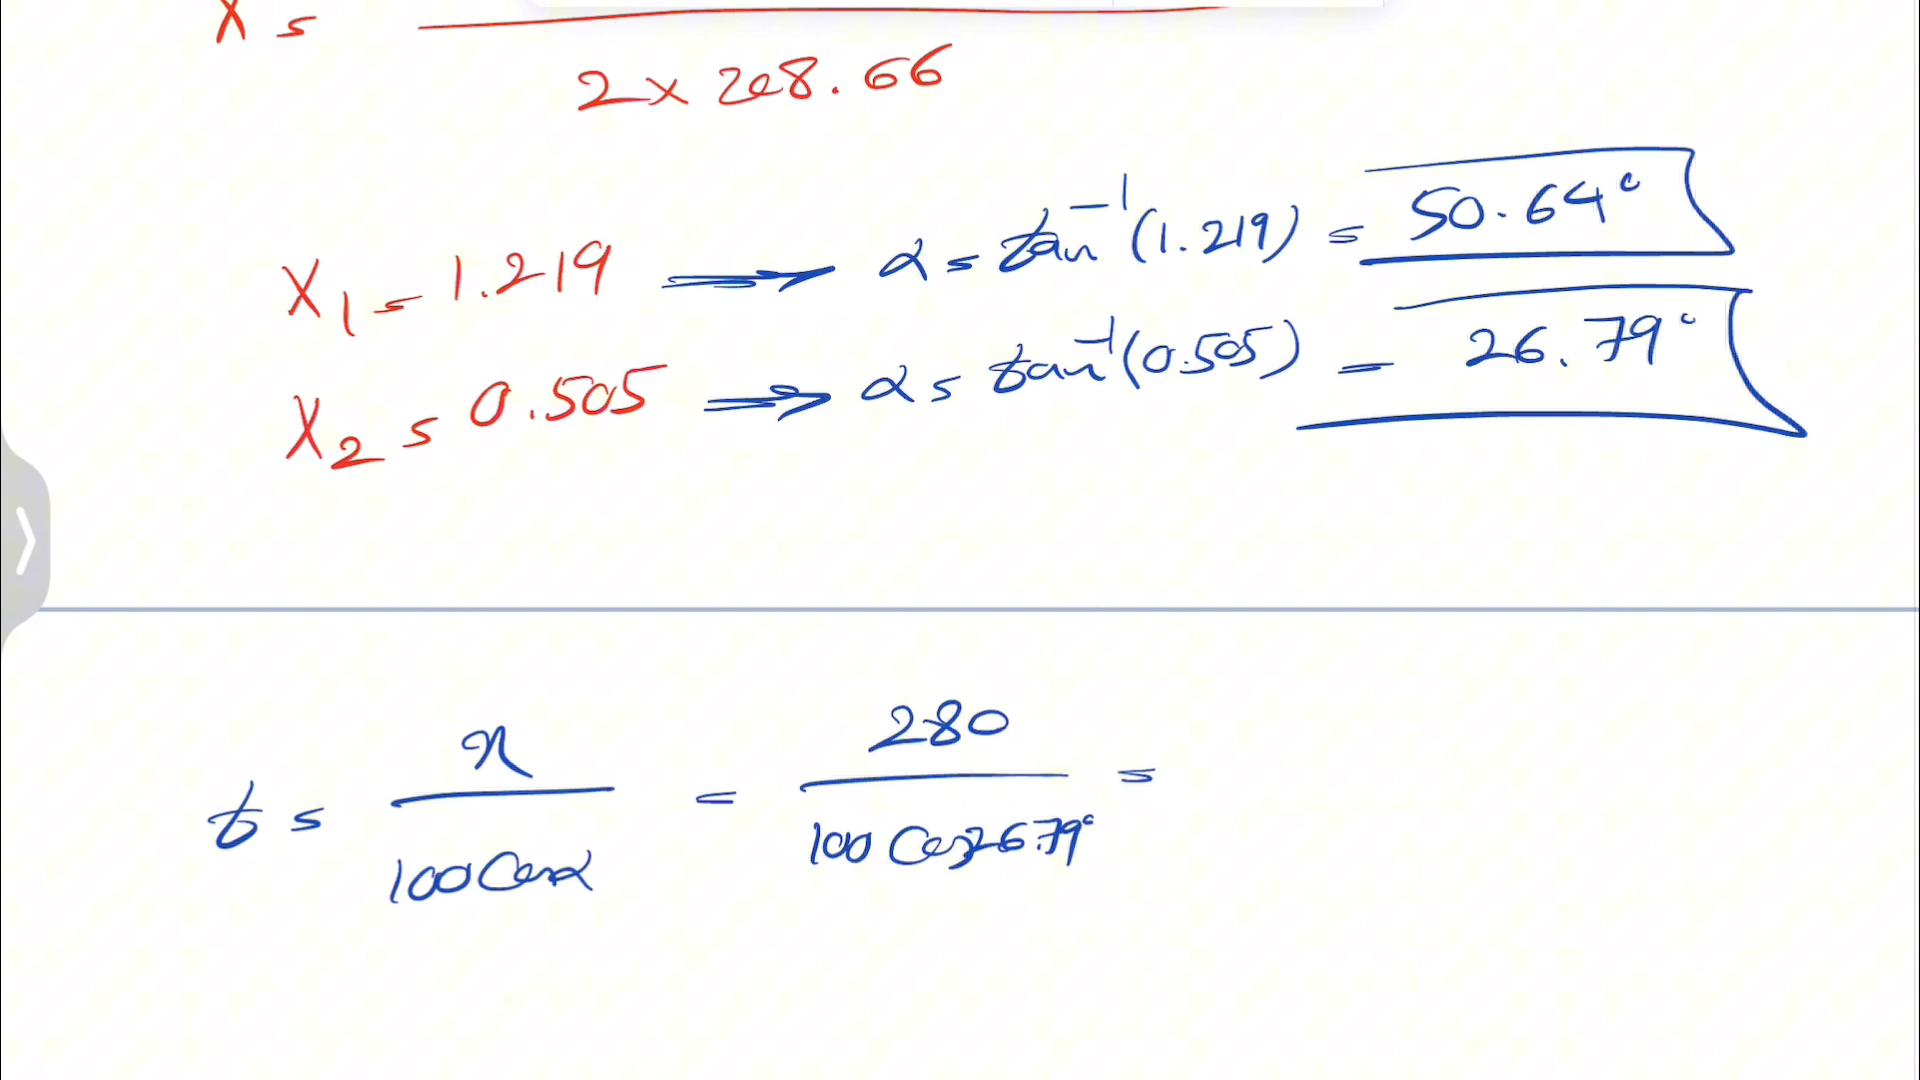 X =
2 × 208.66
X₁ = 1.219 ⟹ α = tan⁻¹(1.219) = 50.64°
X₂ = 0.505 ⟹ α = tan⁻¹(0.505) = 26.79°
t = x / 100 Cos α = 280 / 100 Cos 26.79° =